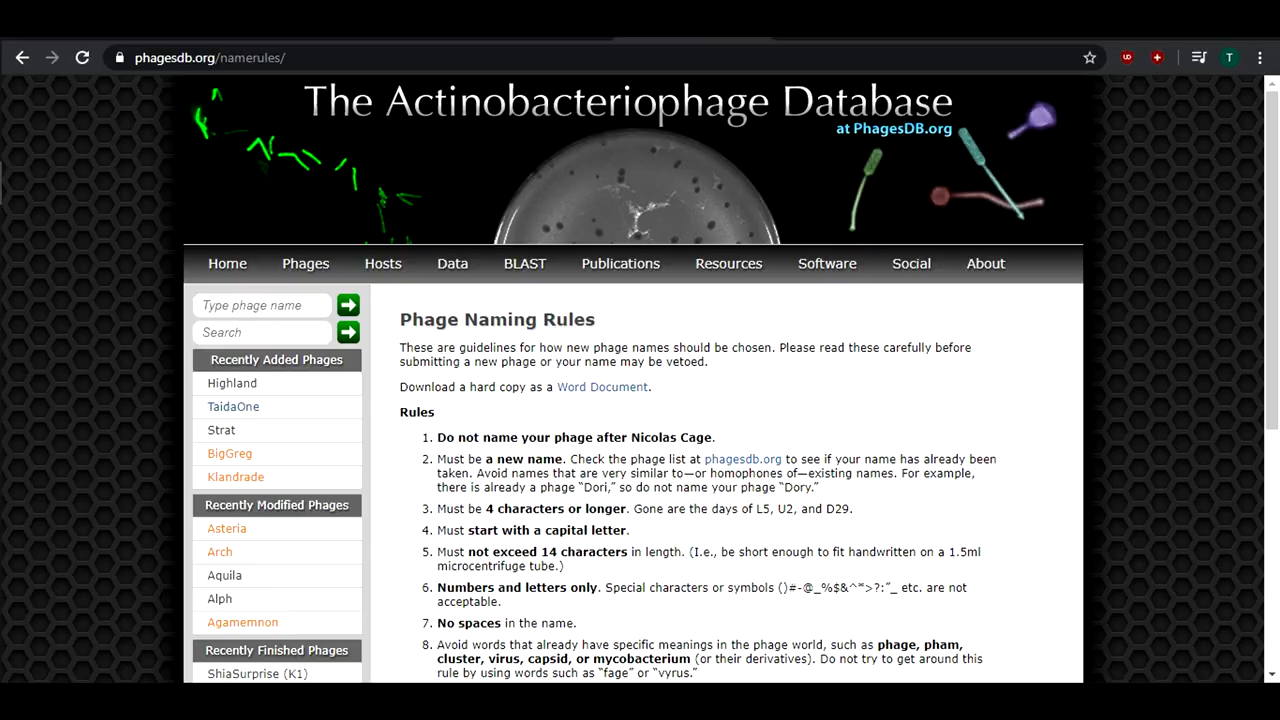 phagesdb.org/namerules/
UD
T
The Actinobacteriophage Database
at PhagesDB.org
Home Phages Hosts Data BLAST Publications Resources Software Social About
Type phage name
Search
Recently Added Phages
Highland
TaidaOne
Strat
BigGreg
Klandrade
Recently Modified Phages
Asteria
Arch
Aquila
Alph
Agamemnon
Recently Finished Phages
ShiaSurprise (K1)
Phage Naming Rules
These are guidelines for how new phage names should be chosen. Please read these carefully before
submitting a new phage or your name may be vetoed.
Download a hard copy as a Word Document.
Rules
1. Do not name your phage after Nicolas Cage.
2. Must be a new name. Check the phage list at phagesdb.org to see if your name has already been
taken. Avoid names that are very similar to—or homophones of—existing names. For example,
there is already a phage “Dori,” so do not name your phage “Dory.”
3. Must be 4 characters or longer. Gone are the days of L5, U2, and D29.
4. Must start with a capital letter.
5. Must not exceed 14 characters in length. (I.e., be short enough to fit handwritten on a 1.5ml
microcentrifuge tube.)
6. Numbers and letters only. Special characters or symbols ()#-@_%$&^*>?:”_ etc. are not
acceptable.
7. No spaces in the name.
8. Avoid words that already have specific meanings in the phage world, such as phage, pham,
cluster, virus, capsid, or mycobacterium (or their derivatives). Do not try to get around this
rule by using words such as “fage” or “vyrus.”